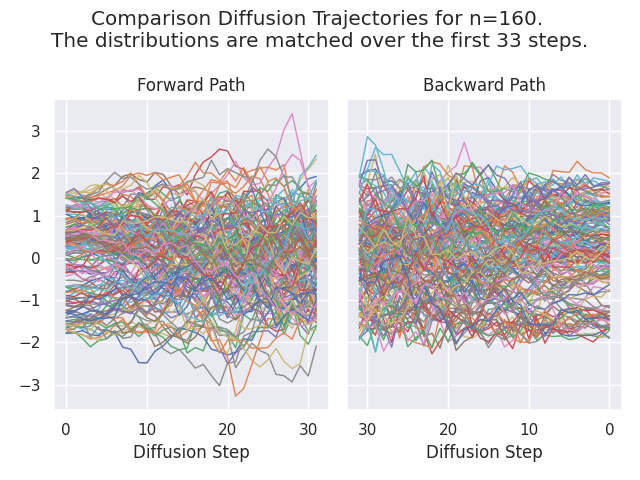 Comparison Diffusion Trajectories for n=160.
The distributions are matched over the first 33 steps.
Forward Path
Backward Path
3
2
1
0
−1
−2
−3
0 10 20 30
30 20 10 0
Diffusion Step
Diffusion Step